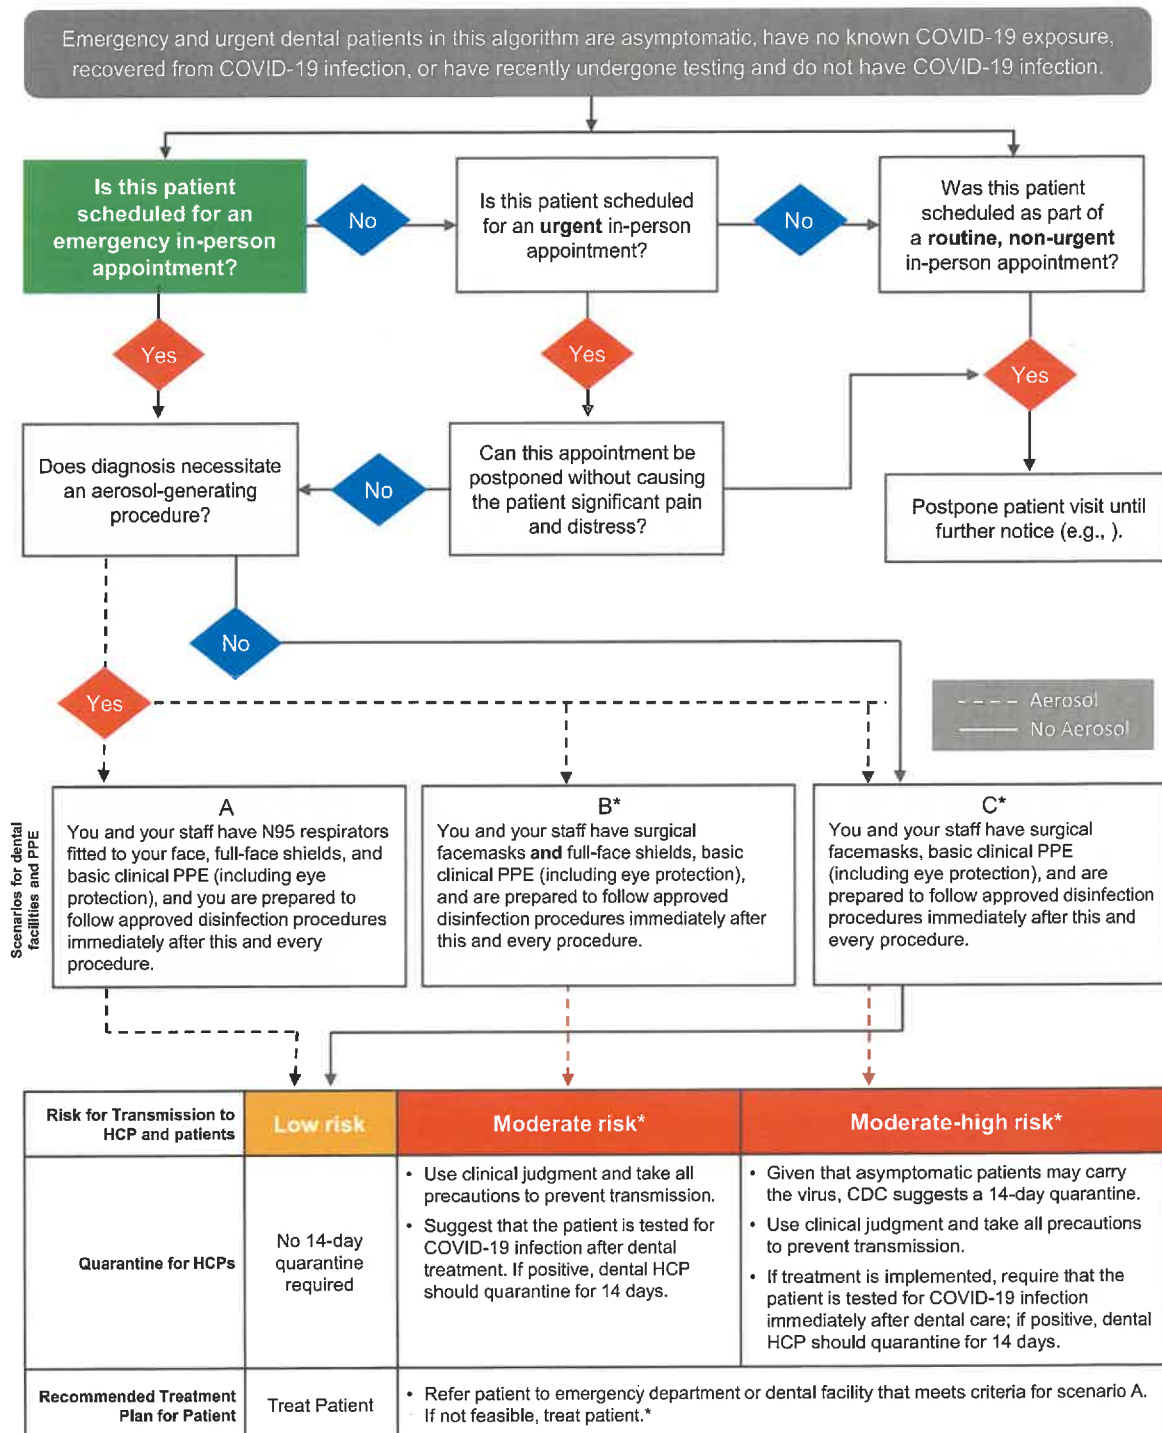 Emergency and urgent dental patients in this algorithm are asymptomatic, have no known COVID-19 exposure,
recovered from COVID-19 infection, or have recently undergone testing and do not have COVID-19 infection.
Is this patient
scheduled for an
emergency in-person
appointment?
No
Is this patient scheduled
for an urgent in-person
appointment?
No
Was this patient
scheduled as part of
a routine, non-urgent
in-person appointment?
Yes
Yes
Yes
Does diagnosis necessitate
an aerosol-generating
procedure?
No
Can this appointment be
postponed without causing
the patient significant pain
and distress?
Postpone patient visit until
further notice (e.g., ).
No
Yes
Aerosol
No Aerosol
Scenarios for dental
facilities and PPE
A
You and your staff have N95 respirators
fitted to your face, full-face shields, and
basic clinical PPE (including eye
protection), and you are prepared to
follow approved disinfection procedures
immediately after this and every
procedure.
B*
You and your staff have surgical
facemasks and full-face shields, basic
clinical PPE (including eye protection),
and are prepared to follow approved
disinfection procedures immediately after
this and every procedure.
C*
You and your staff have surgical
facemasks, basic clinical PPE
(including eye protection), and are
prepared to follow approved disinfection
procedures immediately after this and
every procedure.
Risk for Transmission to
HCP and patients
Low risk
Moderate risk*
Moderate-high risk*
Quarantine for HCPs
No 14-day
quarantine
required
• Use clinical judgment and take all
precautions to prevent transmission.
• Suggest that the patient is tested for
COVID-19 infection after dental
treatment. If positive, dental HCP
should quarantine for 14 days.
• Given that asymptomatic patients may carry
the virus, CDC suggests a 14-day quarantine.
• Use clinical judgment and take all precautions
to prevent transmission.
• If treatment is implemented, require that the
patient is tested for COVID-19 infection
immediately after dental care; if positive, dental
HCP should quarantine for 14 days.
Recommended Treatment
Plan for Patient
Treat Patient
• Refer patient to emergency department or dental facility that meets criteria for scenario A.
If not feasible, treat patient.*